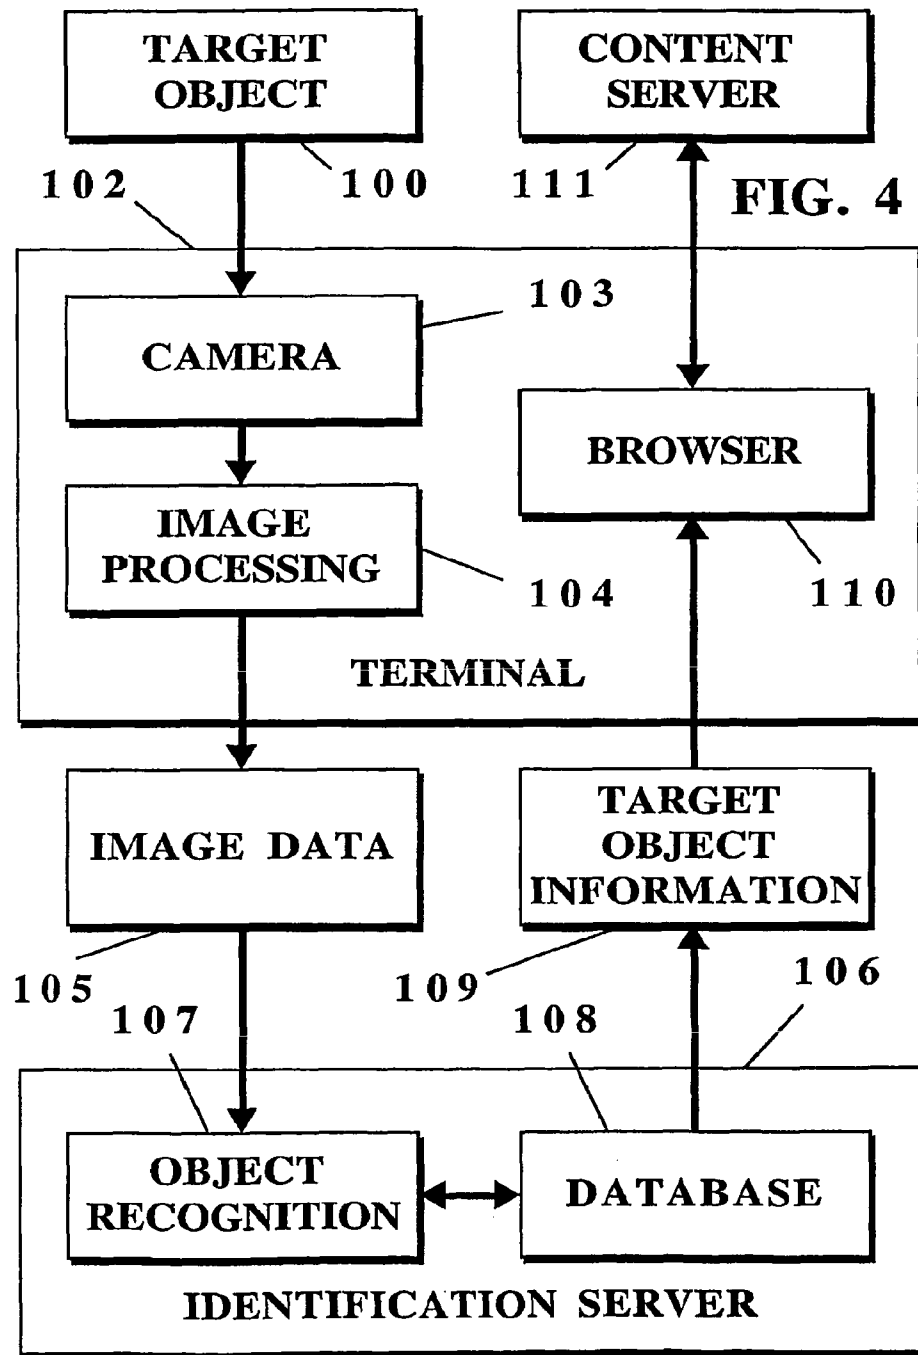 TARGET
OBJECT
CONTENT
SERVER
102
100
111
FIG. 4
103
CAMERA
BROWSER
IMAGE
PROCESSING
104
110
TERMINAL
IMAGE DATA
TARGET
OBJECT
INFORMATION
105
109
106
107
108
OBJECT
RECOGNITION
DATABASE
IDENTIFICATION SERVER